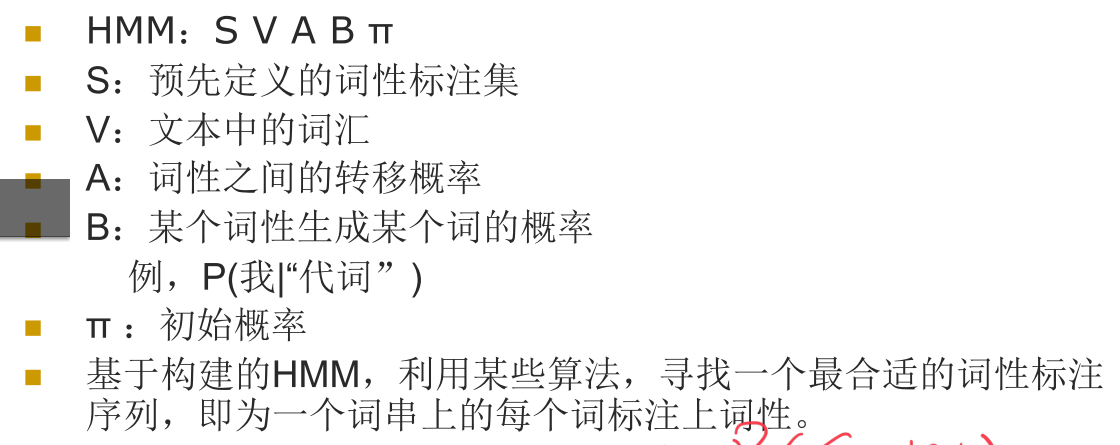 HMM：S V A B π
S：预先定义的词性标注集
V：文本中的词汇
A：词性之间的转移概率
B：某个词性生成某个词的概率
例，P(我|“代词”)
π ：初始概率
基于构建的HMM，利用某些算法，寻找一个最合适的词性标注
序列，即为一个词串上的每个词标注上词性。